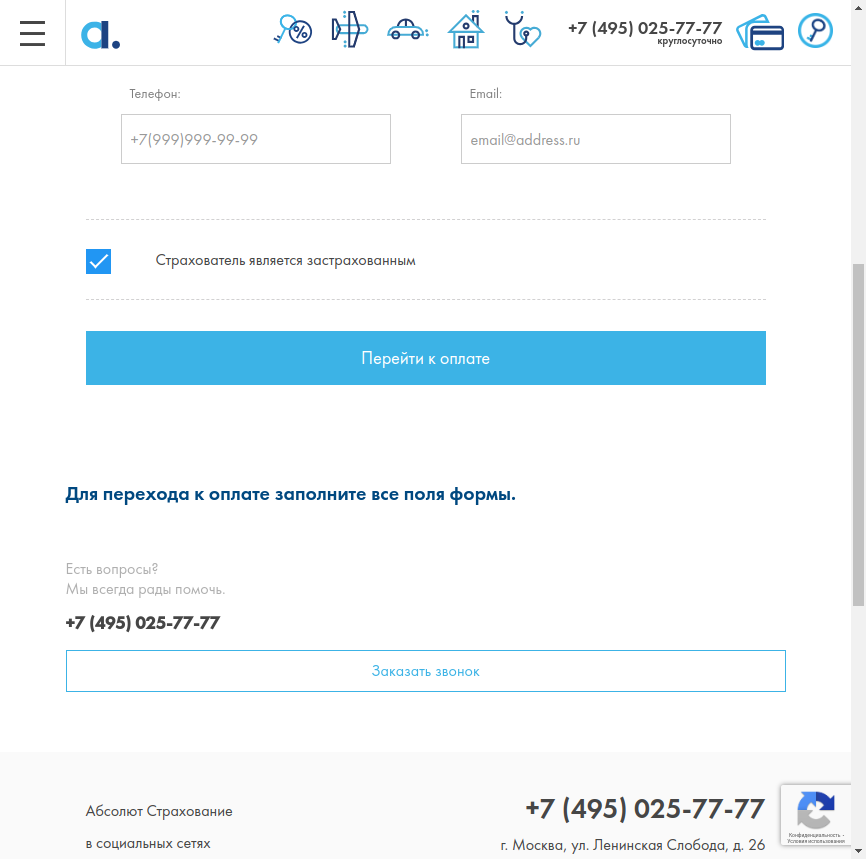 a.
+7 (495) 025-77-77
круглосуточно
Телефон:
Email:
+7(999)999-99-99
email@address.ru
Страхователь является застрахованным
Перейти к оплате
Для перехода к оплате заполните все поля формы.
Есть вопросы?
Мы всегда рады помочь.
+7 (495) 025-77-77
Заказать звонок
Абсолют Страхование
в социальных сетях
+7 (495) 025-77-77
г. Москва, ул. Ленинская Слобода, д. 26
Конфиденциальность -
Условия использования